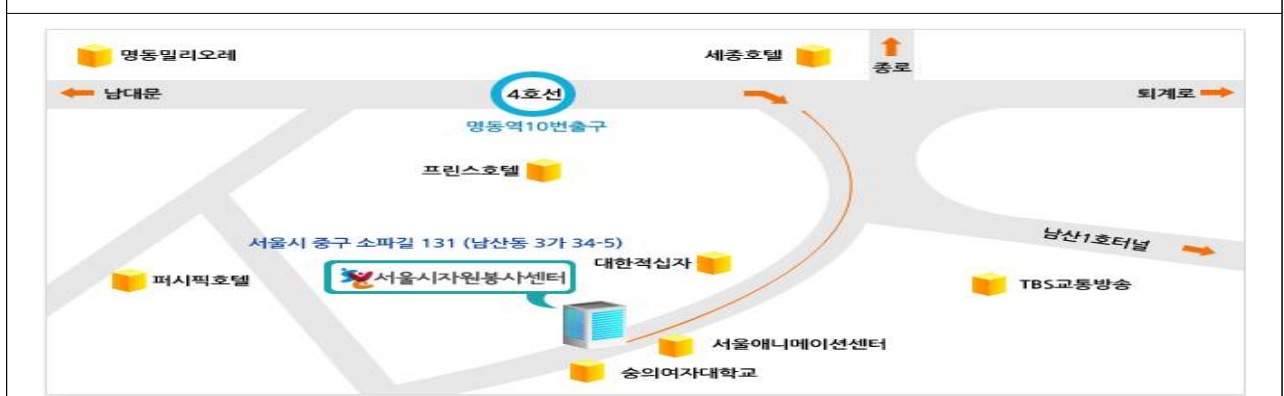 명동밀리오레
세종호텔
종로
남대문
4호선
퇴계로
명동역10번출구
프린스호텔
서울시 중구 소파길 131 (남산동 3가 34-5)
남산1호터널
대한적십자
퍼시픽호텔
서울시자원봉사센터
TBS교통방송
서울애니메이션센터
숭의여자대학교